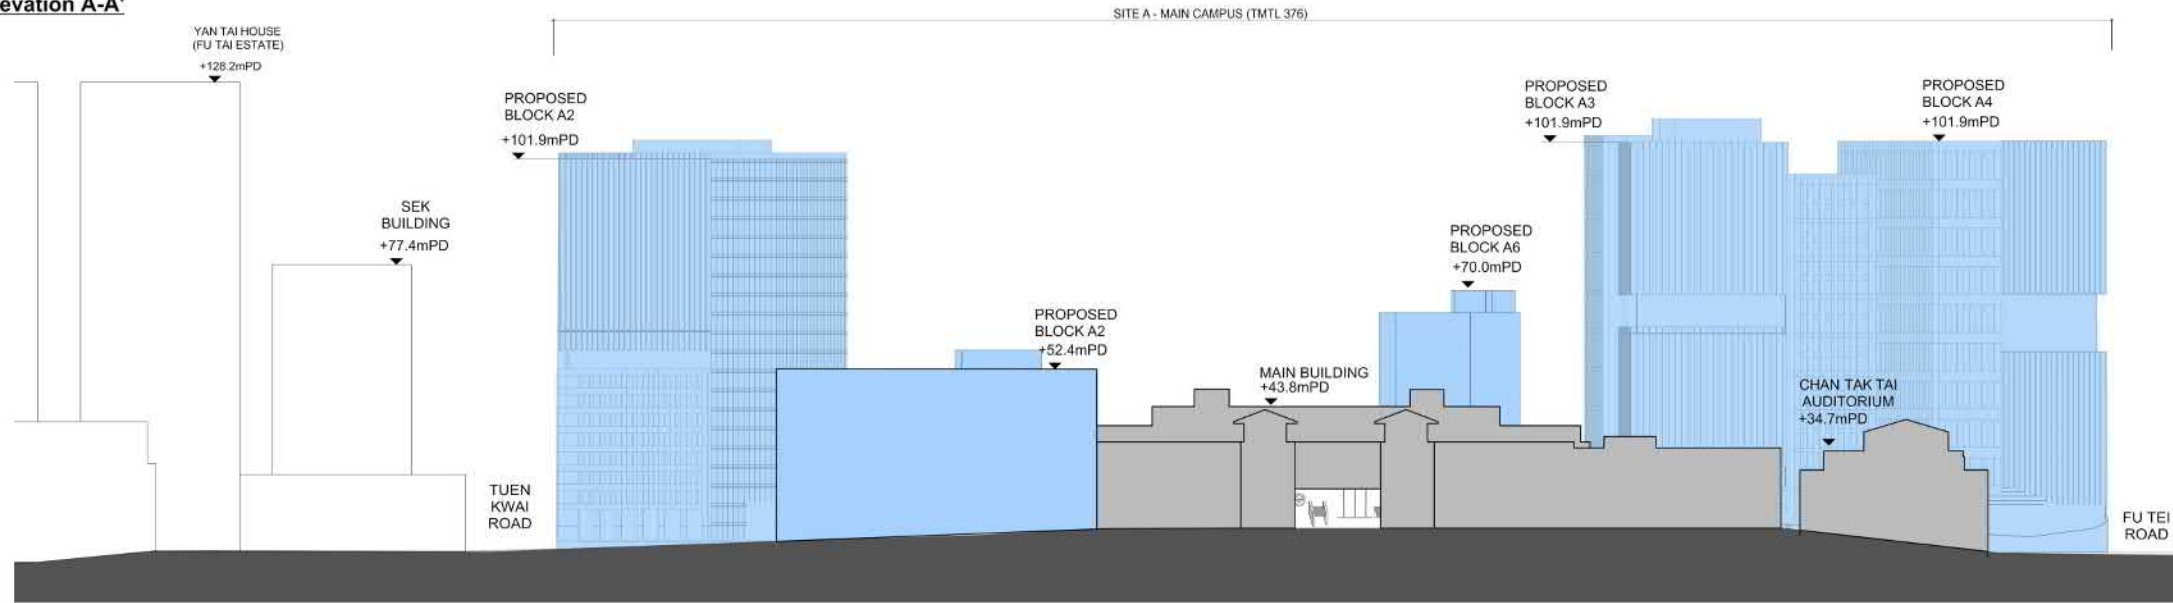 evation A-A'
SITE A - MAIN CAMPUS (TMTL 376)
YAN TAI HOUSE
(FU TAI ESTATE)
+128.2mPD
SEK
BUILDING
+77.4mPD
TUEN
KWAI
ROAD
PROPOSED
BLOCK A2
+101.9mPD
PROPOSED
BLOCK A2
+52.4mPD
MAIN BUILDING
+43.8mPD
PROPOSED
BLOCK A6
+70.0mPD
PROPOSED
BLOCK A3
+101.9mPD
PROPOSED
BLOCK A4
+101.9mPD
CHAN TAK TAI
AUDITORIUM
+34.7mPD
FU TEI
ROAD